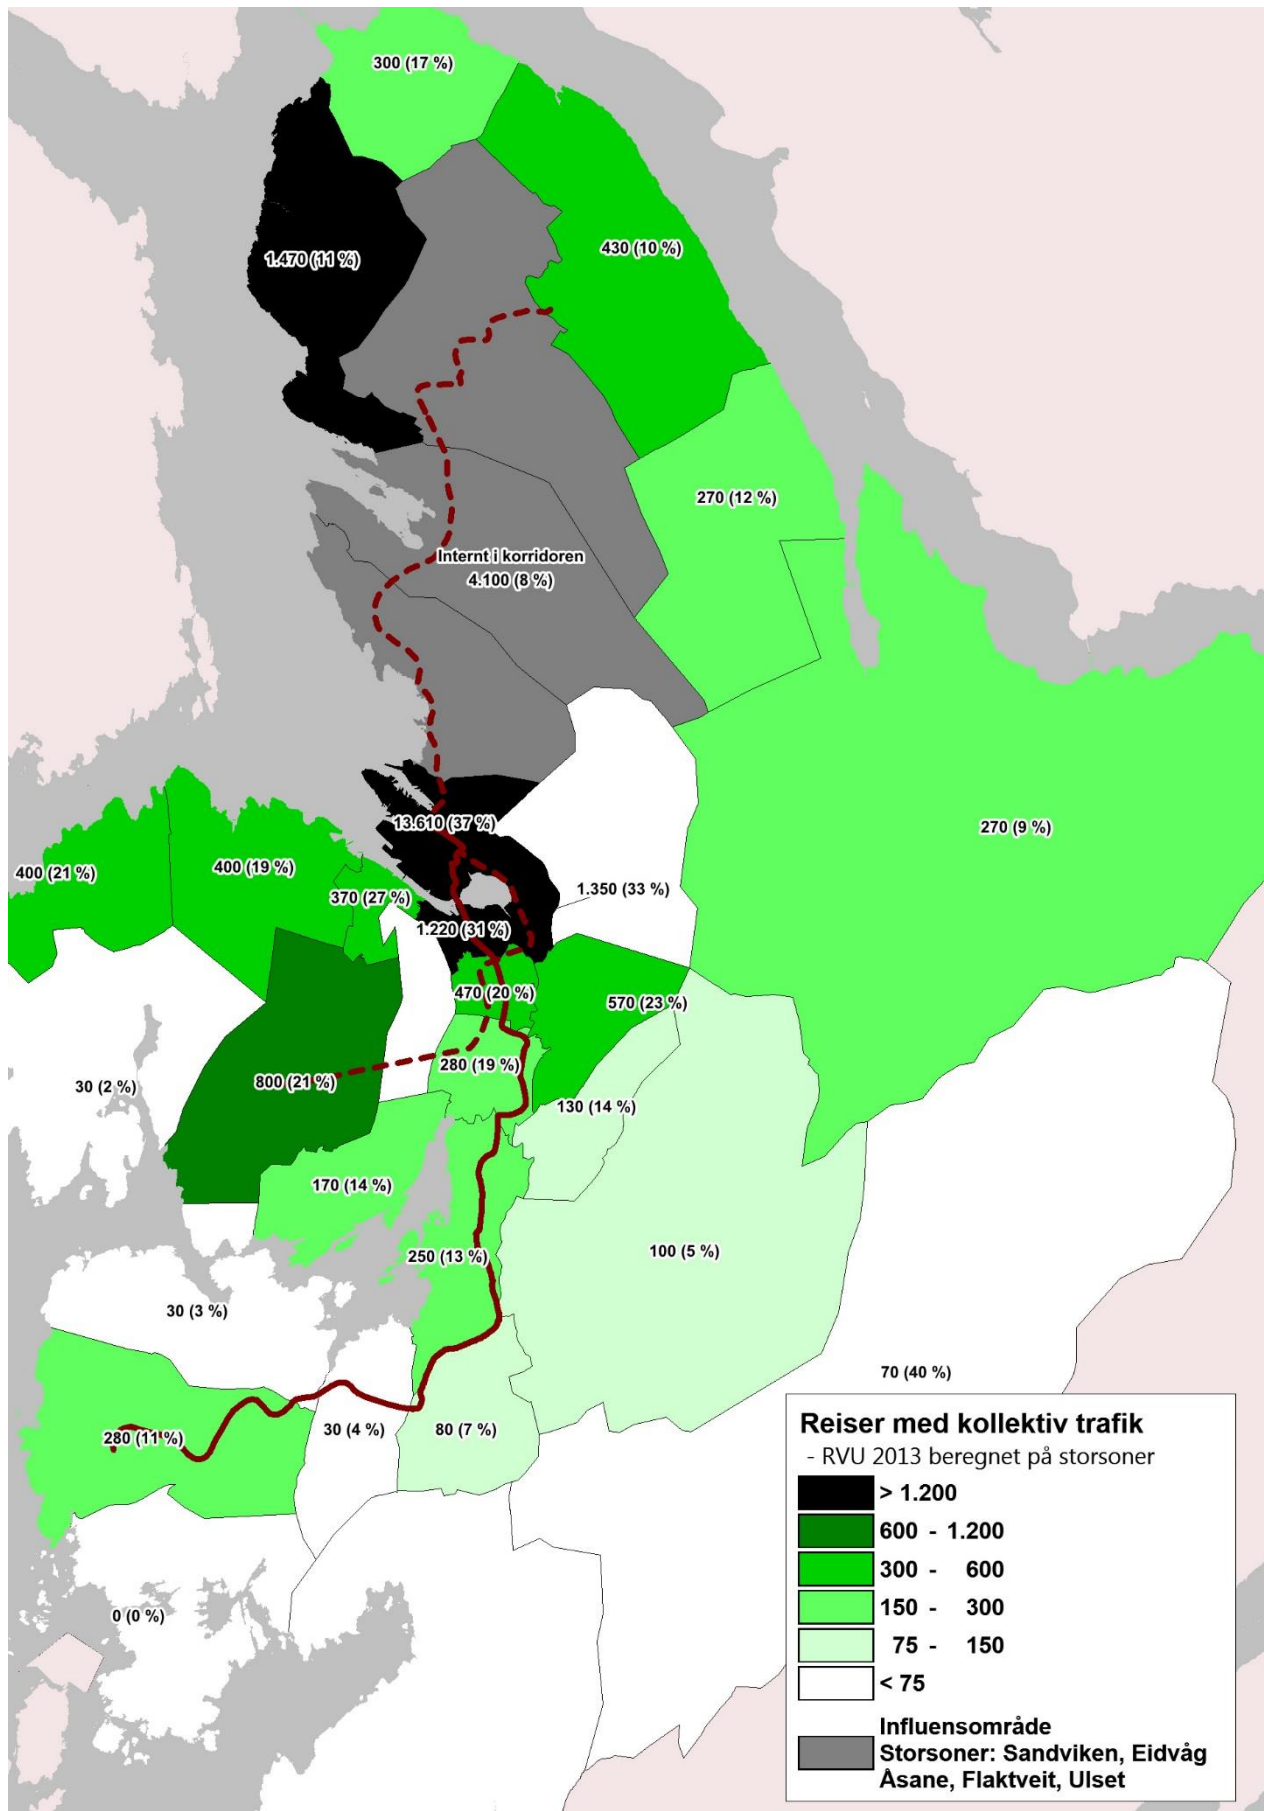 300 (17 %)
1.470 (11 %)
430 (10 %)
270 (12 %)
Internt i korridoren
4.100 (8 %)
13.610 (37 %)
270 (9 %)
400 (21 %)
400 (19 %)
370 (27 %)
1.350 (33 %)
1.220 (31 %)
470 (20 %)
570 (23 %)
280 (19 %)
30 (2 %)
800 (21 %)
130 (14 %)
170 (14 %)
250 (13 %)
100 (5 %)
30 (3 %)
70 (40 %)
280 (11 %)
30 (4 %)
80 (7 %)
0 (0 %)
Reiser med kollektiv trafik
- RVU 2013 beregnet på storsoner
> 1.200
600 - 1.200
300 - 600
150 - 300
75 - 150
< 75
Influensområde
Storsoner: Sandviken, Eidvåg
Åsane, Flaktveit, Ulset